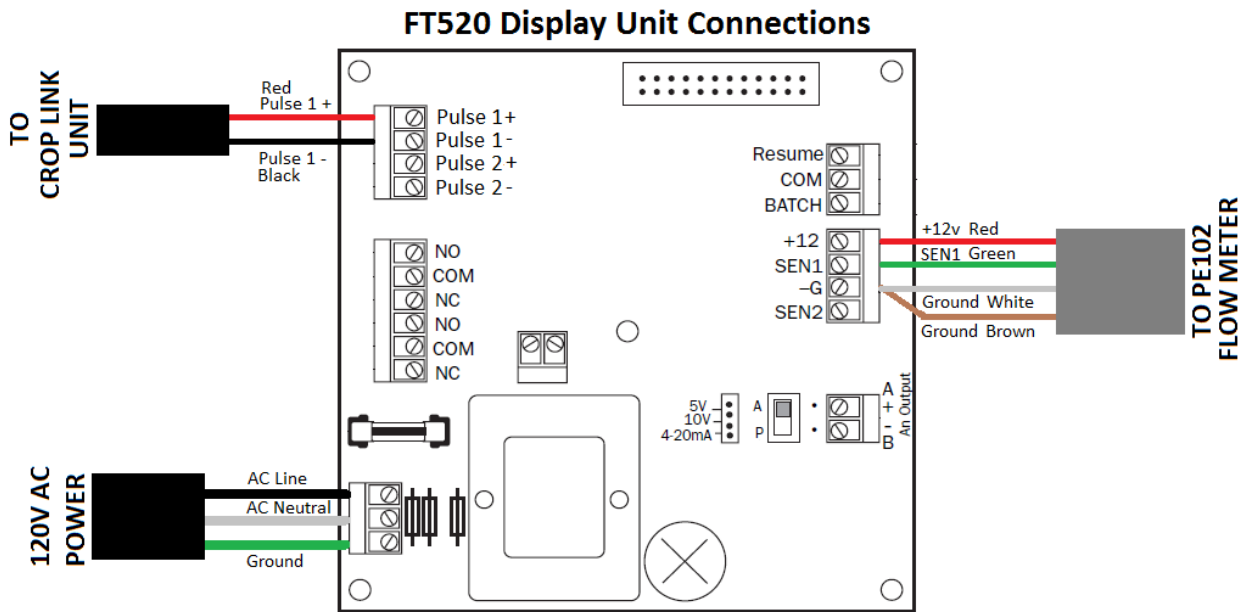 FT520 Display Unit Connections
TO
CROP LINK
UNIT
Red
Pulse 1 +
Pulse 1 -
Black
Pulse 1+
Pulse 1-
Pulse 2+
Pulse 2-
NO
COM
NC
NO
COM
NC
120V AC
POWER
AC Line
AC Neutral
Ground
Resume
COM
BATCH
+12
SEN1
–G
SEN2
+12v Red
SEN1 Green
Ground White
Ground Brown
TO PE102
FLOW METER
5V
10V
4-20mA
A
P
A
+
-
B
An Output